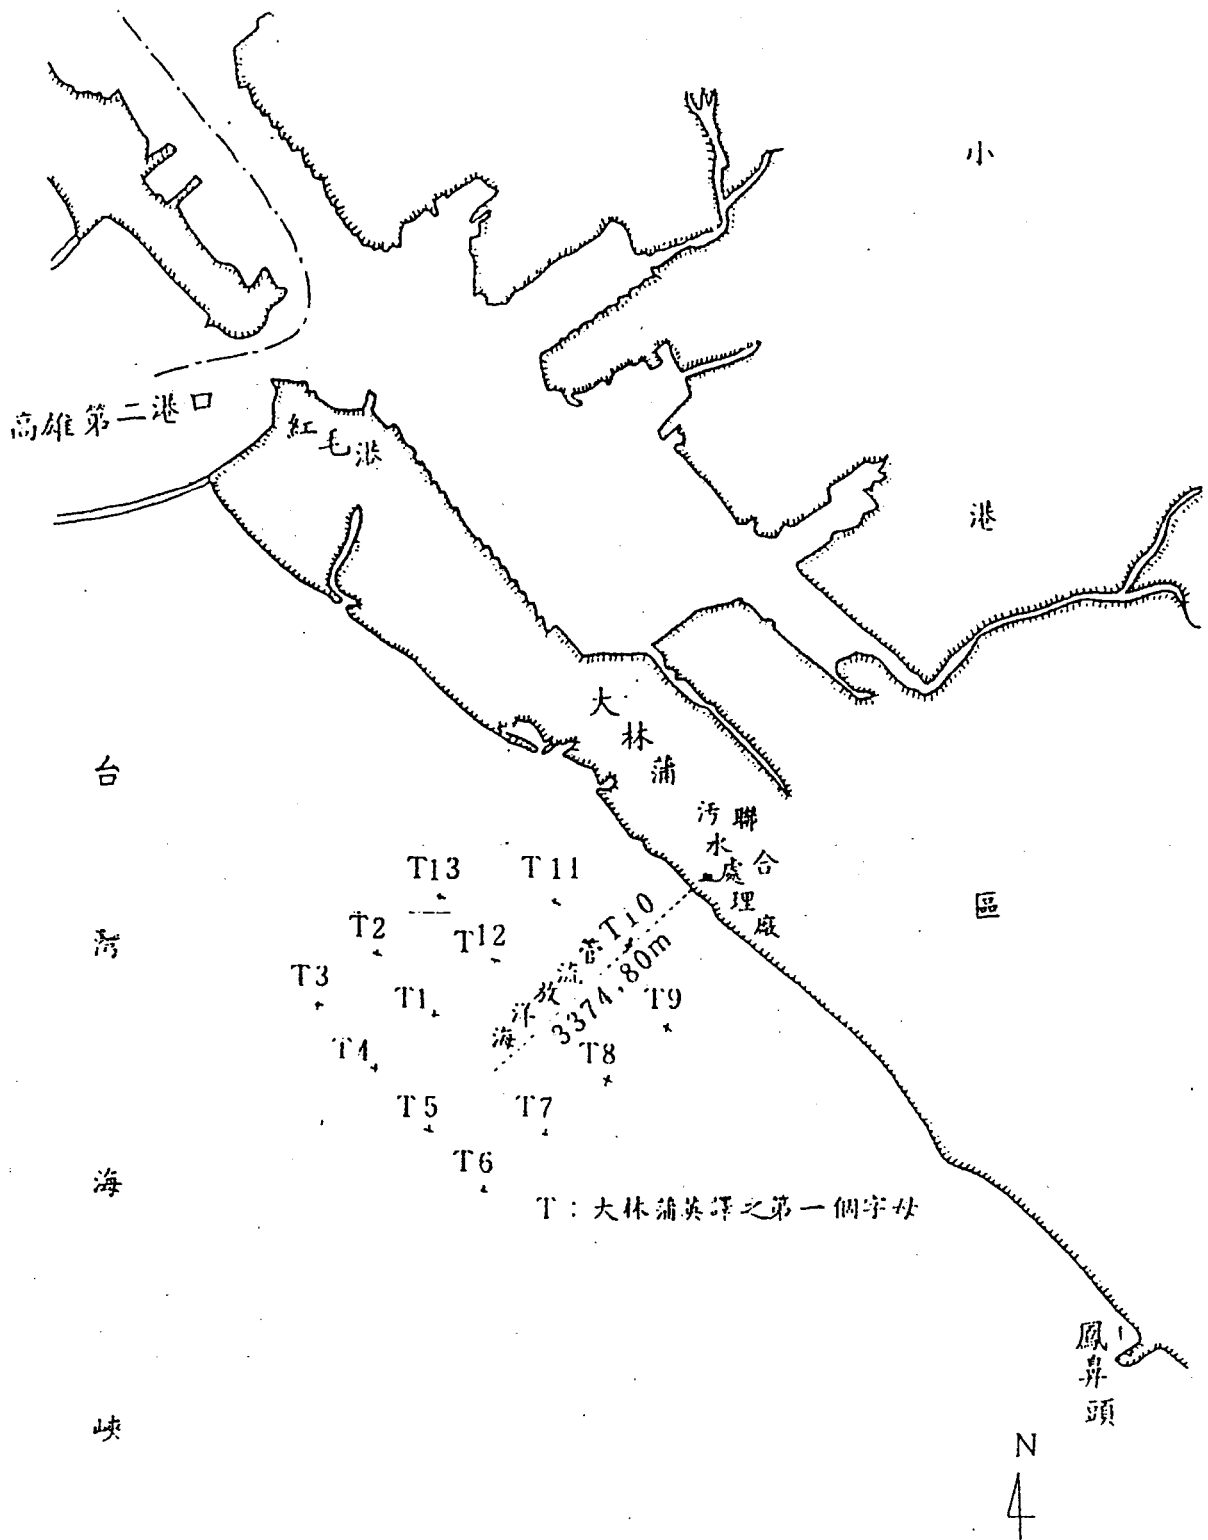 小港區
高雄第二港口
紅毛港
大林蒲
聯合
污水處理廠
台灣海峽
T13
T11
T10
T2
T12
海洋放流管
3374.80m
T3
T1
T9
T4
T8
T5
T7
T6
T：大林蒲英譯之第一個字母
鳳鼻頭
N